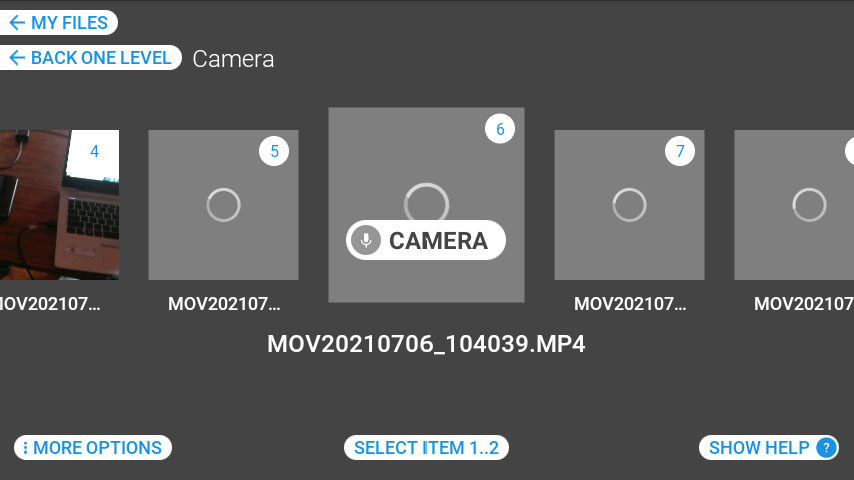 MY FILES
BACK ONE LEVEL Camera
4
5
6
7
CAMERA
MOV202107...
MOV202107...
MOV202107...
MOV202107
MOV20210706_104039.MP4
MORE OPTIONS
SELECT ITEM 1..2
SHOW HELP ?